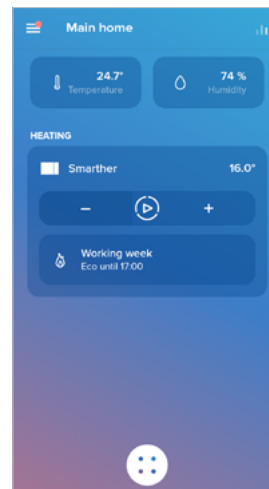 Main home
24.7°
Temperature
74 %
Humidity
HEATING
Smarther
16.0°
Working week
Eco until 17:00